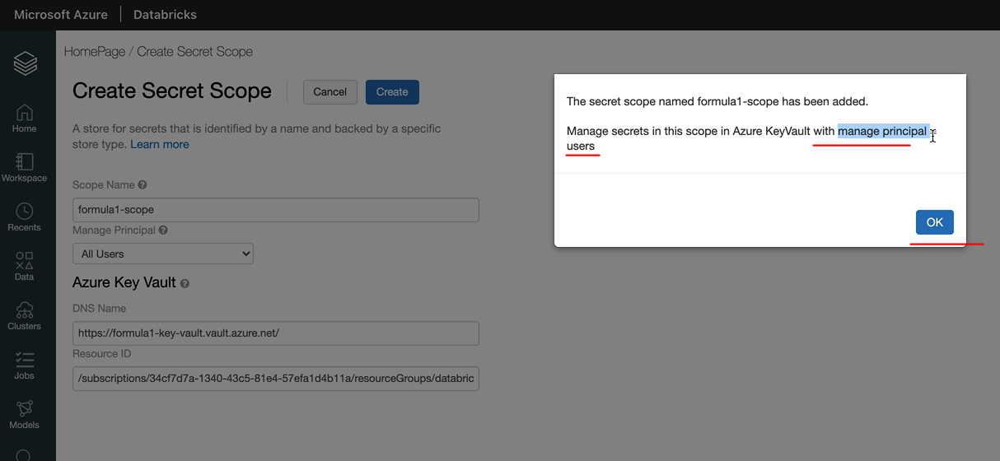 Microsoft Azure | Databricks
HomePage / Create Secret Scope
Home
Workspace
Recents
Data
Clusters
Jobs
Models
Create Secret Scope
Cancel
Create
A store for secrets that is identified by a name and backed by a specific
store type. Learn more
Scope Name ?
formula1-scope
Manage Principal ?
All Users
Azure Key Vault ?
DNS Name
https://formula1-key-vault.vault.azure.net/
Resource ID
/subscriptions/34cf7d7a-1340-43c5-81e4-57efa1d4b11a/resourceGroups/databric
The secret scope named formula1-scope has been added.
Manage secrets in this scope in Azure KeyVault with manage principal =
users
OK